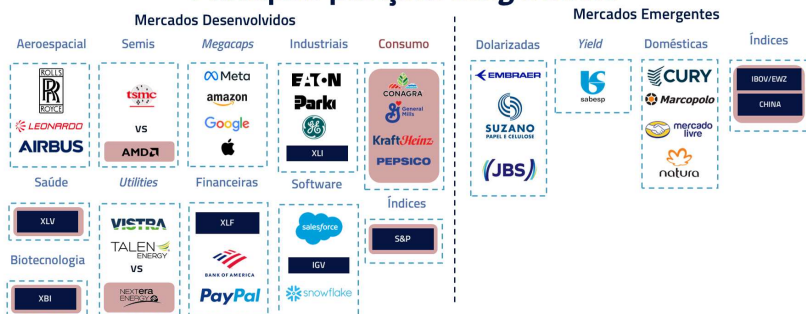 Mercados Desenvolvidos
Mercados Emergentes
Aeroespacial
Semis
Megacaps
Industriais
Consumo
Dolarizadas
Yield
Domésticas
Índices
ROLLS
RR
ROYCE
LEONARDO
AIRBUS
tsmc
vs
AMD
Meta
amazon
Google
EATON
Parker
GE
XLI
CONAGRA
General
Mills
KraftHeinz
PEPSICO
EMBRAER
SUZANO
PAPEL E CELULOSE
(JBS)
sabesp
CURY
Marcopolo
mercado
livre
natura
IBOV/EWZ
CHINA
Saúde
Utilities
Financeiras
Software
Índices
XLV
Biotecnologia
XBI
VISTRA
TALEN
ENERGY
vs
NEXTera
ENERGY
XLF
BANK OF AMERICA
PayPal
salesforce
IGV
snowflake
S&P